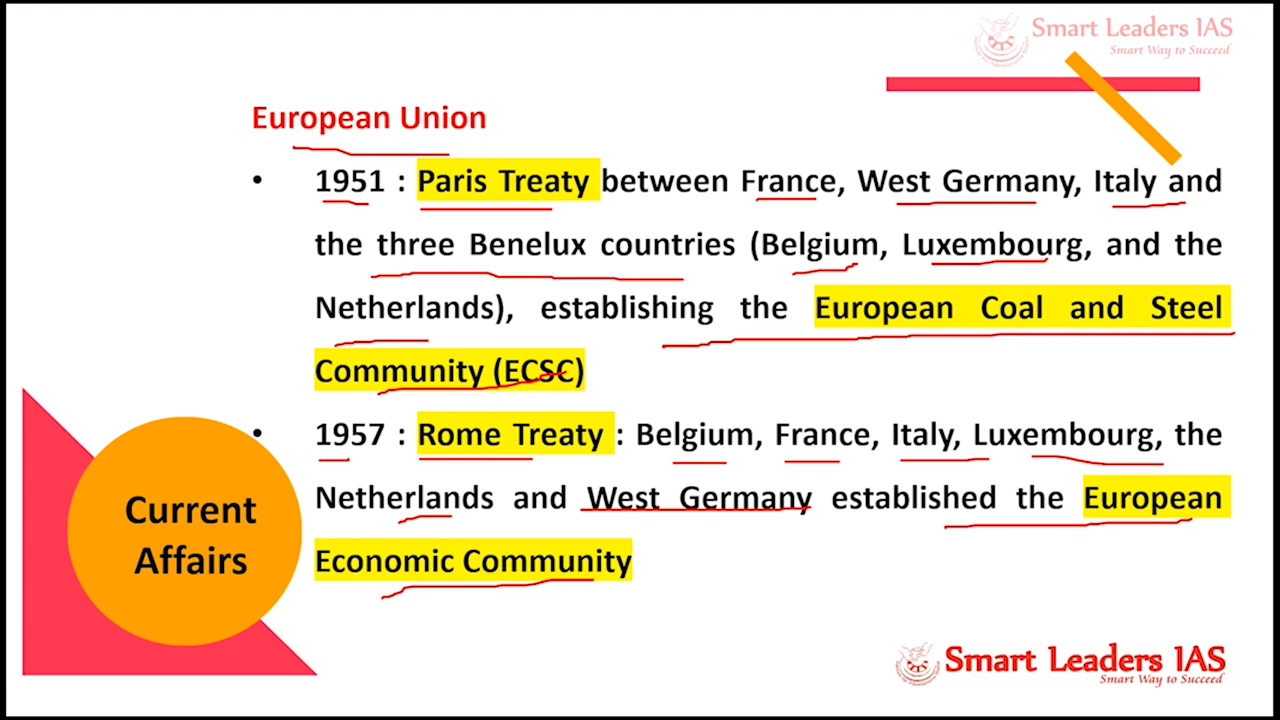 Smart Leaders IAS
Smart Way to Succeed
European Union
• 1951 : Paris Treaty between France, West Germany, Italy and
the three Benelux countries (Belgium, Luxembourg, and the
Netherlands), establishing the European Coal and Steel
Community (ECSC)
• 1957 : Rome Treaty : Belgium, France, Italy, Luxembourg, the
Netherlands and West Germany established the European
Economic Community
Current
Affairs
Smart Leaders IAS
Smart Way to Succeed